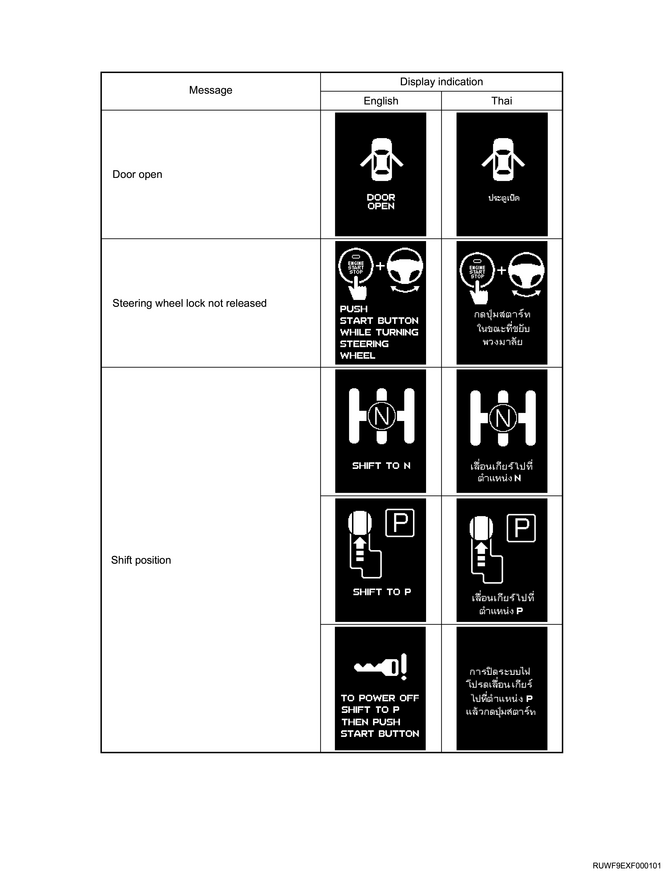 Message
Display indication
English
Thai
Door open
DOOR
OPEN
ประตูเปิด
Steering wheel lock not released
ENGINE
START
STOP
+
PUSH
START BUTTON
WHILE TURNING
STEERING
WHEEL
ENGINE
START
STOP
+
กดปุ่มสตาร์ท
ในขณะที่ขยับ
พวงมาลัย
Shift position
N
SHIFT TO N
N
เลื่อนเกียร์ไปที่
ตำแหน่ง N
P
SHIFT TO P
P
เลื่อนเกียร์ไปที่
ตำแหน่ง P
TO POWER OFF
SHIFT TO P
THEN PUSH
START BUTTON
การปิดระบบไฟ
โปรดเลื่อนเกียร์
ไปที่ตำแหน่ง P
แล้วกดปุ่มสตาร์ท
RUWF9EXF000101